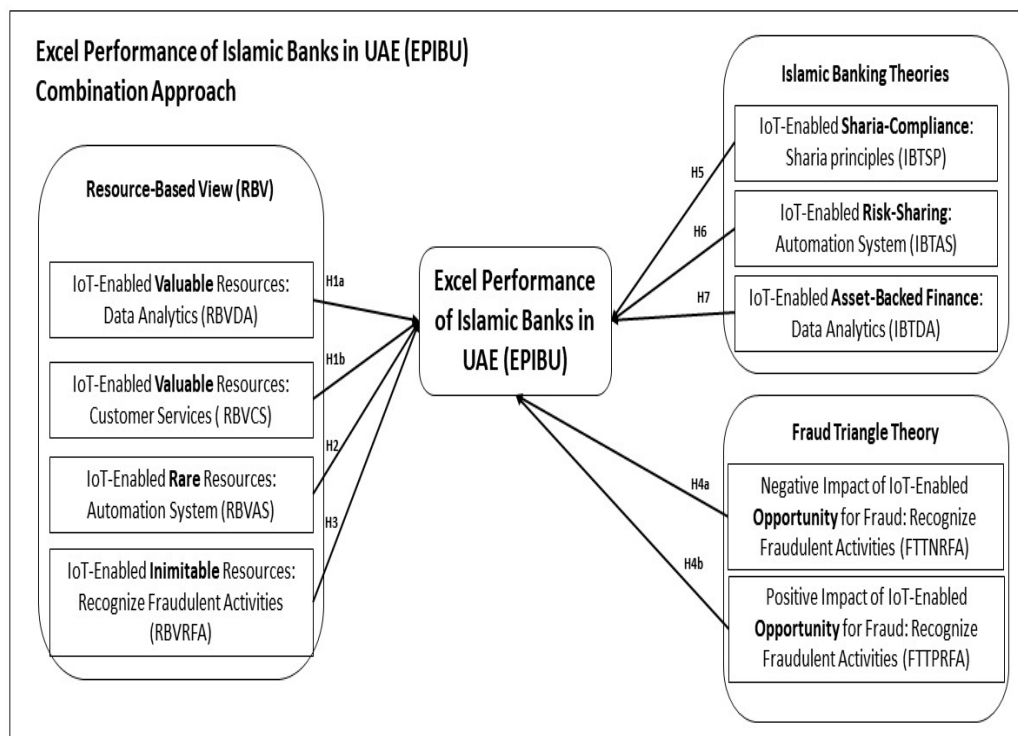 Excel Performance of Islamic Banks in UAE (EPIBU)
Combination Approach
Resource-Based View (RBV)
IoT-Enabled Valuable Resources:
Data Analytics (RBVDA)
IoT-Enabled Valuable Resources:
Customer Services ( RBVCS)
IoT-Enabled Rare Resources:
Automation System (RBVAS)
IoT-Enabled Inimitable Resources:
Recognize Fraudulent Activities
(RBVRFA)
H1a
H1b
H2
H3
Excel Performance
of Islamic Banks in
UAE (EPIBU)
H5
H6
H7
H4a
H4b
Islamic Banking Theories
IoT-Enabled Sharia-Compliance:
Sharia principles (IBTSP)
IoT-Enabled Risk-Sharing:
Automation System (IBTAS)
IoT-Enabled Asset-Backed Finance:
Data Analytics (IBTDA)
Fraud Triangle Theory
Negative Impact of IoT-Enabled
Opportunity for Fraud: Recognize
Fraudulent Activities (FTTNRFA)
Positive Impact of IoT-Enabled
Opportunity for Fraud: Recognize
Fraudulent Activities (FTTPRFA)